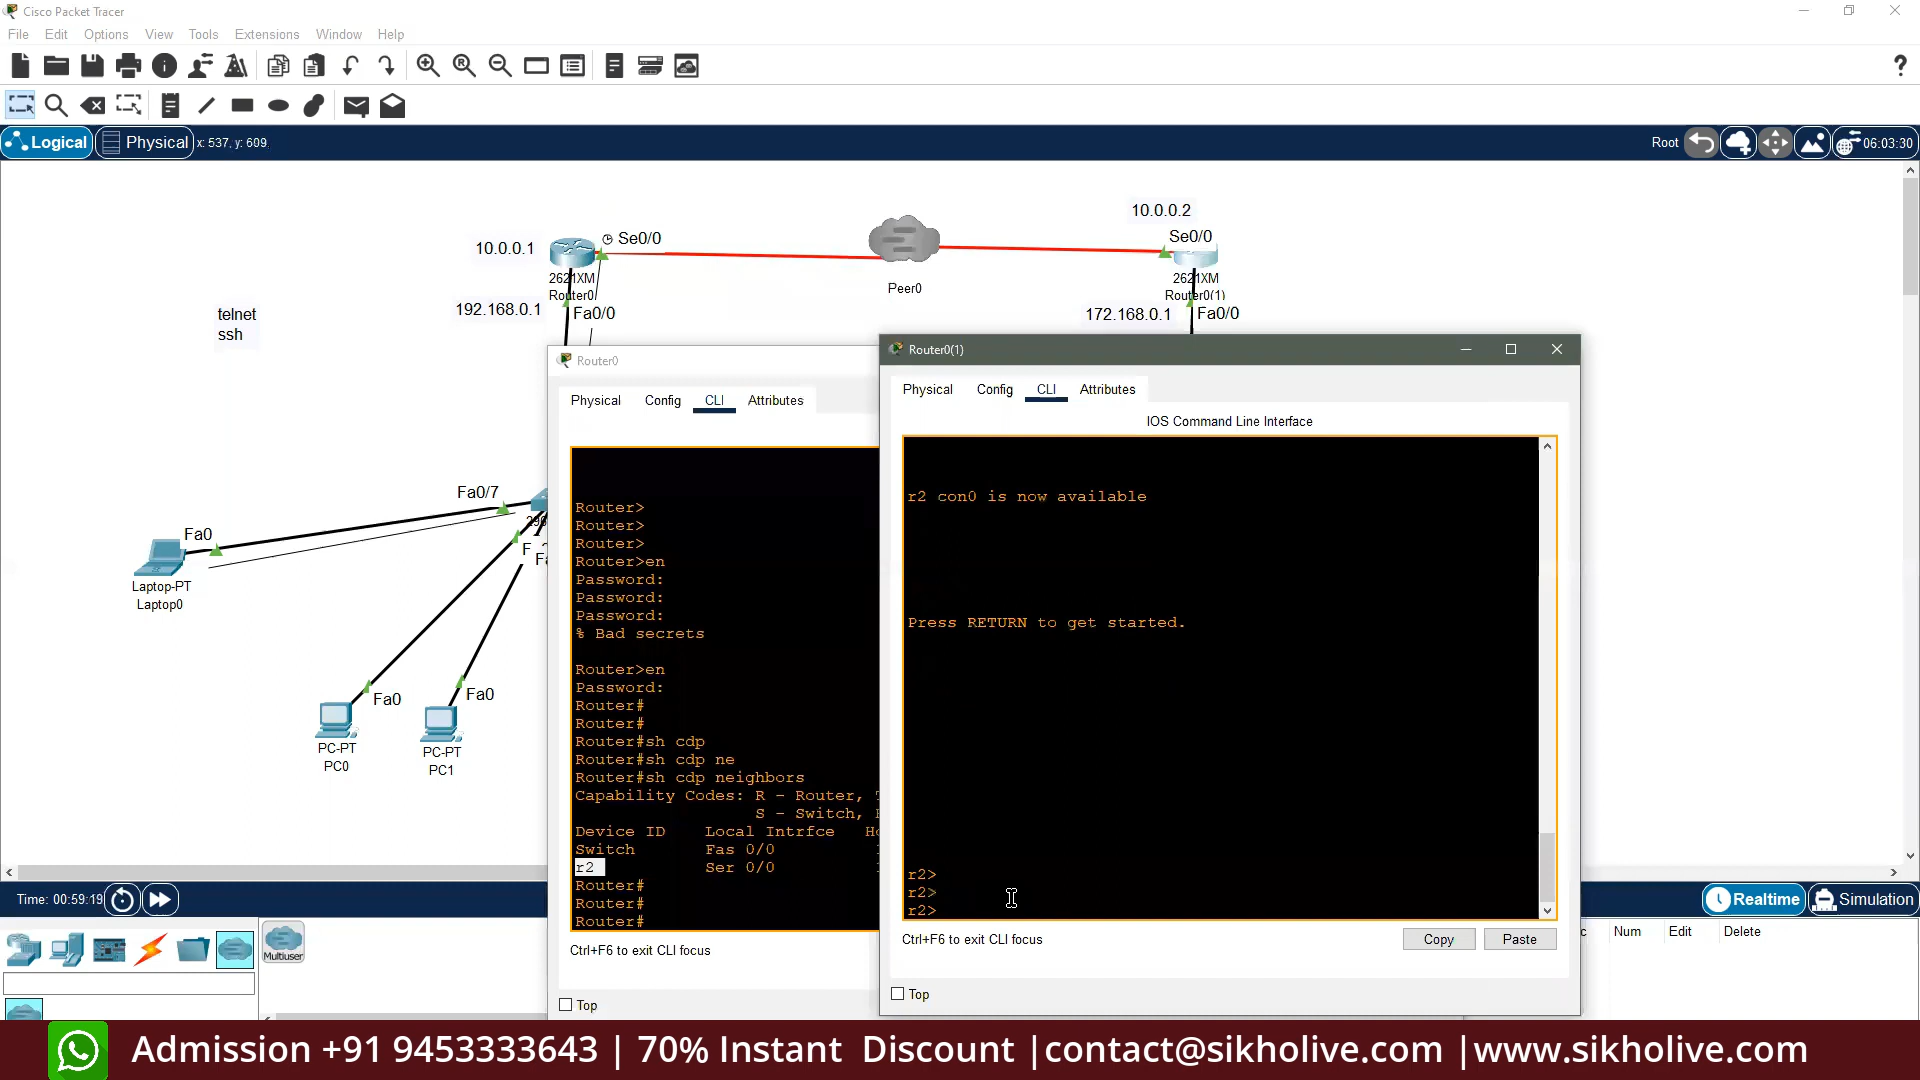 Cisco Packet Tracer
File Edit Options View Tools Extensions Window Help
Logical Physical x: 537, y: 609 Root 06:03:30
10.0.0.2
Se0/0
10.0.0.1 Se0/0
2621XM
Router0
Peer0
2621XM
Router0(1)
192.168.0.1 Fa0/0
172.168.0.1 Fa0/0
telnet
ssh
Fa0/7
Fa0
Laptop-PT
Laptop0
Fa0
PC-PT
PC0
Fa0
PC-PT
PC1
Router0
Physical Config CLI Attributes
Router>
Router>
Router>
Router>en
Password:
Password:
Password:
% Bad secrets
Router>en
Password:
Router#
Router#
Router#sh cdp
Router#sh cdp ne
Router#sh cdp neighbors
Capability Codes: R - Router,
S - Switch,
Device ID Local Intrfce
Switch Fas 0/0
r2 Ser 0/0
Router#
Router#
Router#
Ctrl+F6 to exit CLI focus
Top
Router0(1)
Physical Config CLI Attributes
IOS Command Line Interface
r2 con0 is now available
Press RETURN to get started.
r2>
r2>
r2>
Ctrl+F6 to exit CLI focus
Copy Paste
Top
Time: 00:59:19
Realtime Simulation
Num Edit Delete
Multiuser
Admission +91 9453333643 | 70% Instant Discount |contact@sikholive.com |www.sikholive.com